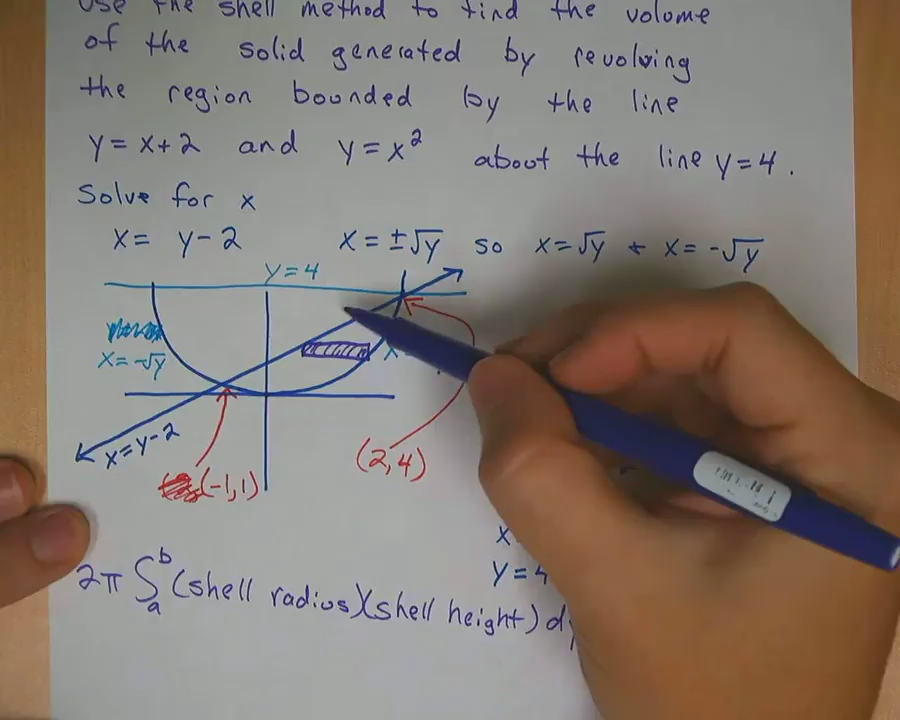 use the shell method to find the volume
of the solid generated by revolving
the region bounded by the line
y = x + 2 and y = x² about the line y = 4.
Solve for x
x = y - 2 x = ±√y so x = √y + x = -√y
y = 4
x = -√y
x = y - 2
(-1,1)
(2,4)
y = 4
2π ∫ₐᵇ (shell radius)(shell height) dy